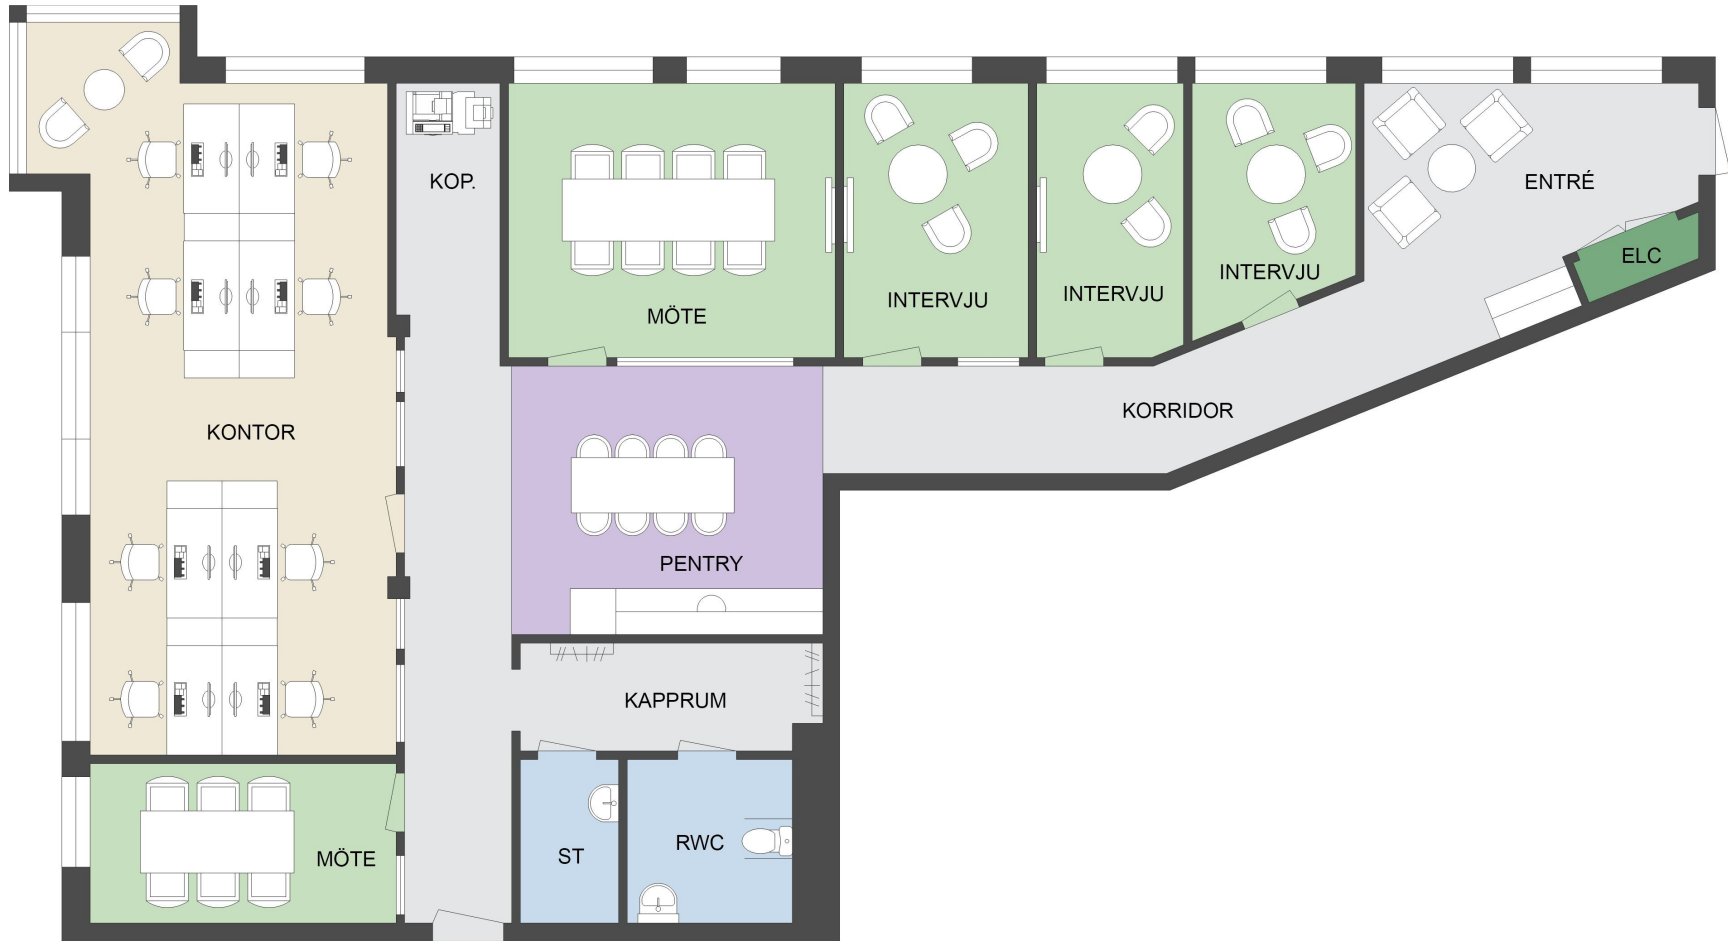 KOP.
ENTRÉ
ELC
INTERVJU
INTERVJU
INTERVJU
MÖTE
KORRIDOR
KONTOR
PENTRY
KAPPRUM
MÖTE
ST
RWC